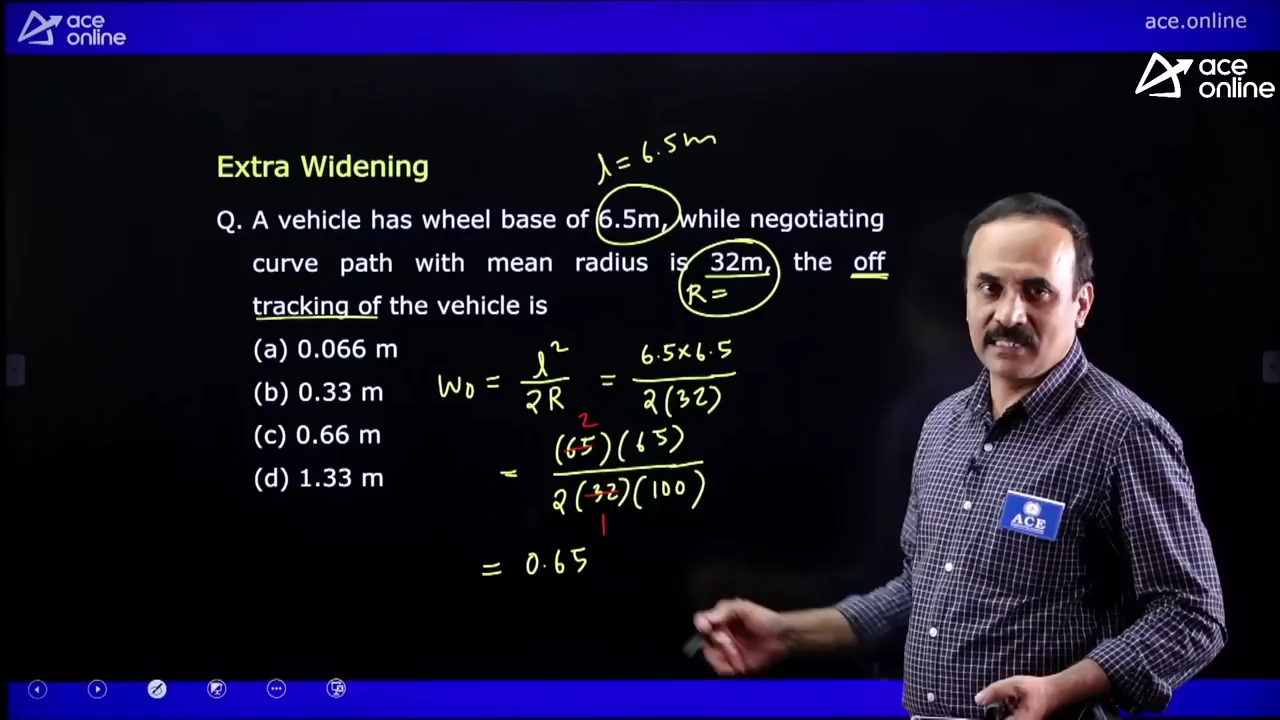 ace
online
ace.online
ace
online
l = 6.5m
Extra Widening
Q. A vehicle has wheel base of 6.5m, while negotiating
curve path with mean radius is 32m, the off
R =
tracking of the vehicle is
(a) 0.066 m
(b) 0.33 m
(c) 0.66 m
(d) 1.33 m
W0 = l²/2R = 6.5×6.5/2(32)
2
= (65)(65)/2(32)(100)
1
= 0.65
ACE